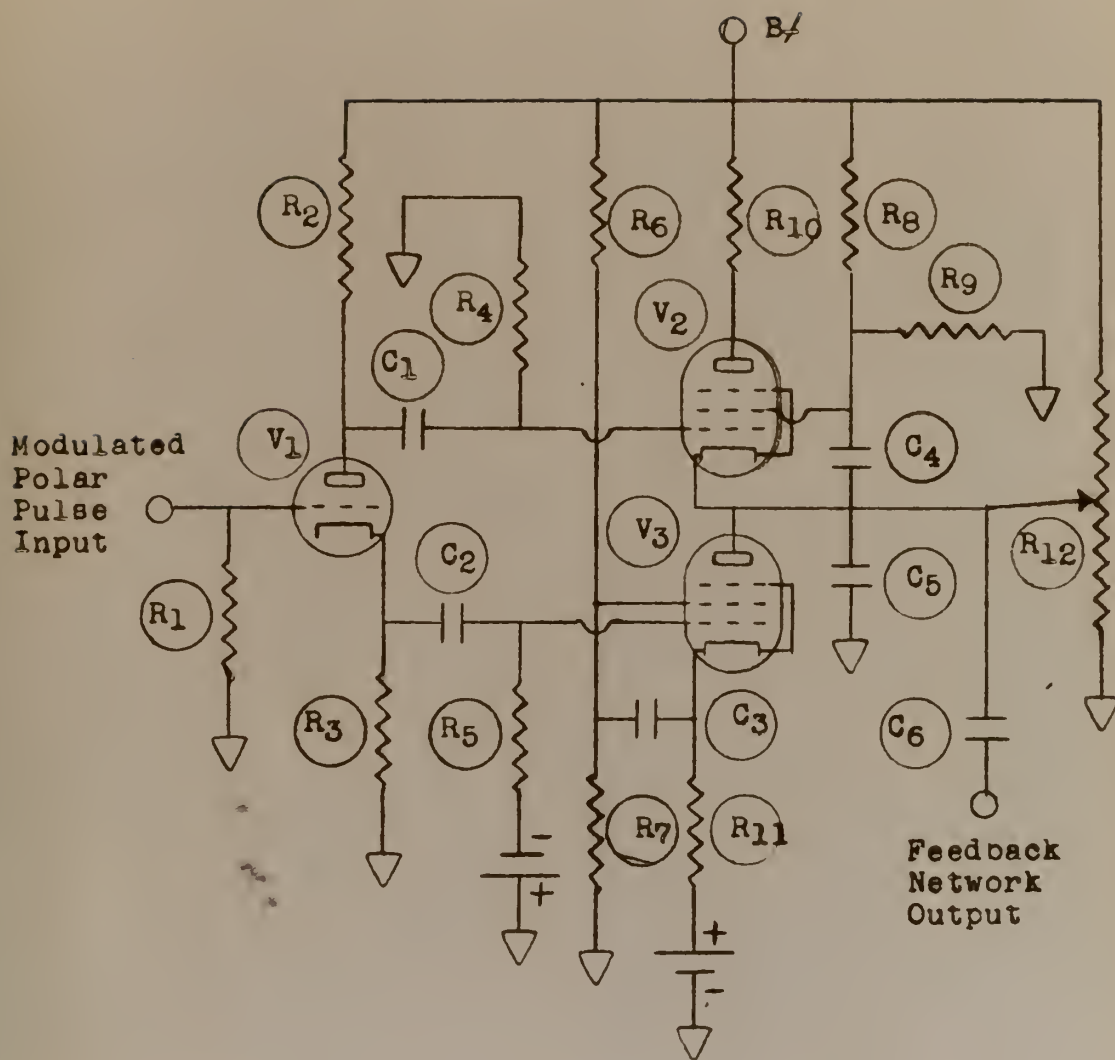 B+
R2
R6
R10
R8
R4
V2
R9
C1
V1
Modulated
Polar
Pulse
Input
C4
V3
R12
C2
C5
R1
R3
R5
C3
C6
R7
R11
-
+
+
-
Feedback
Network
Output